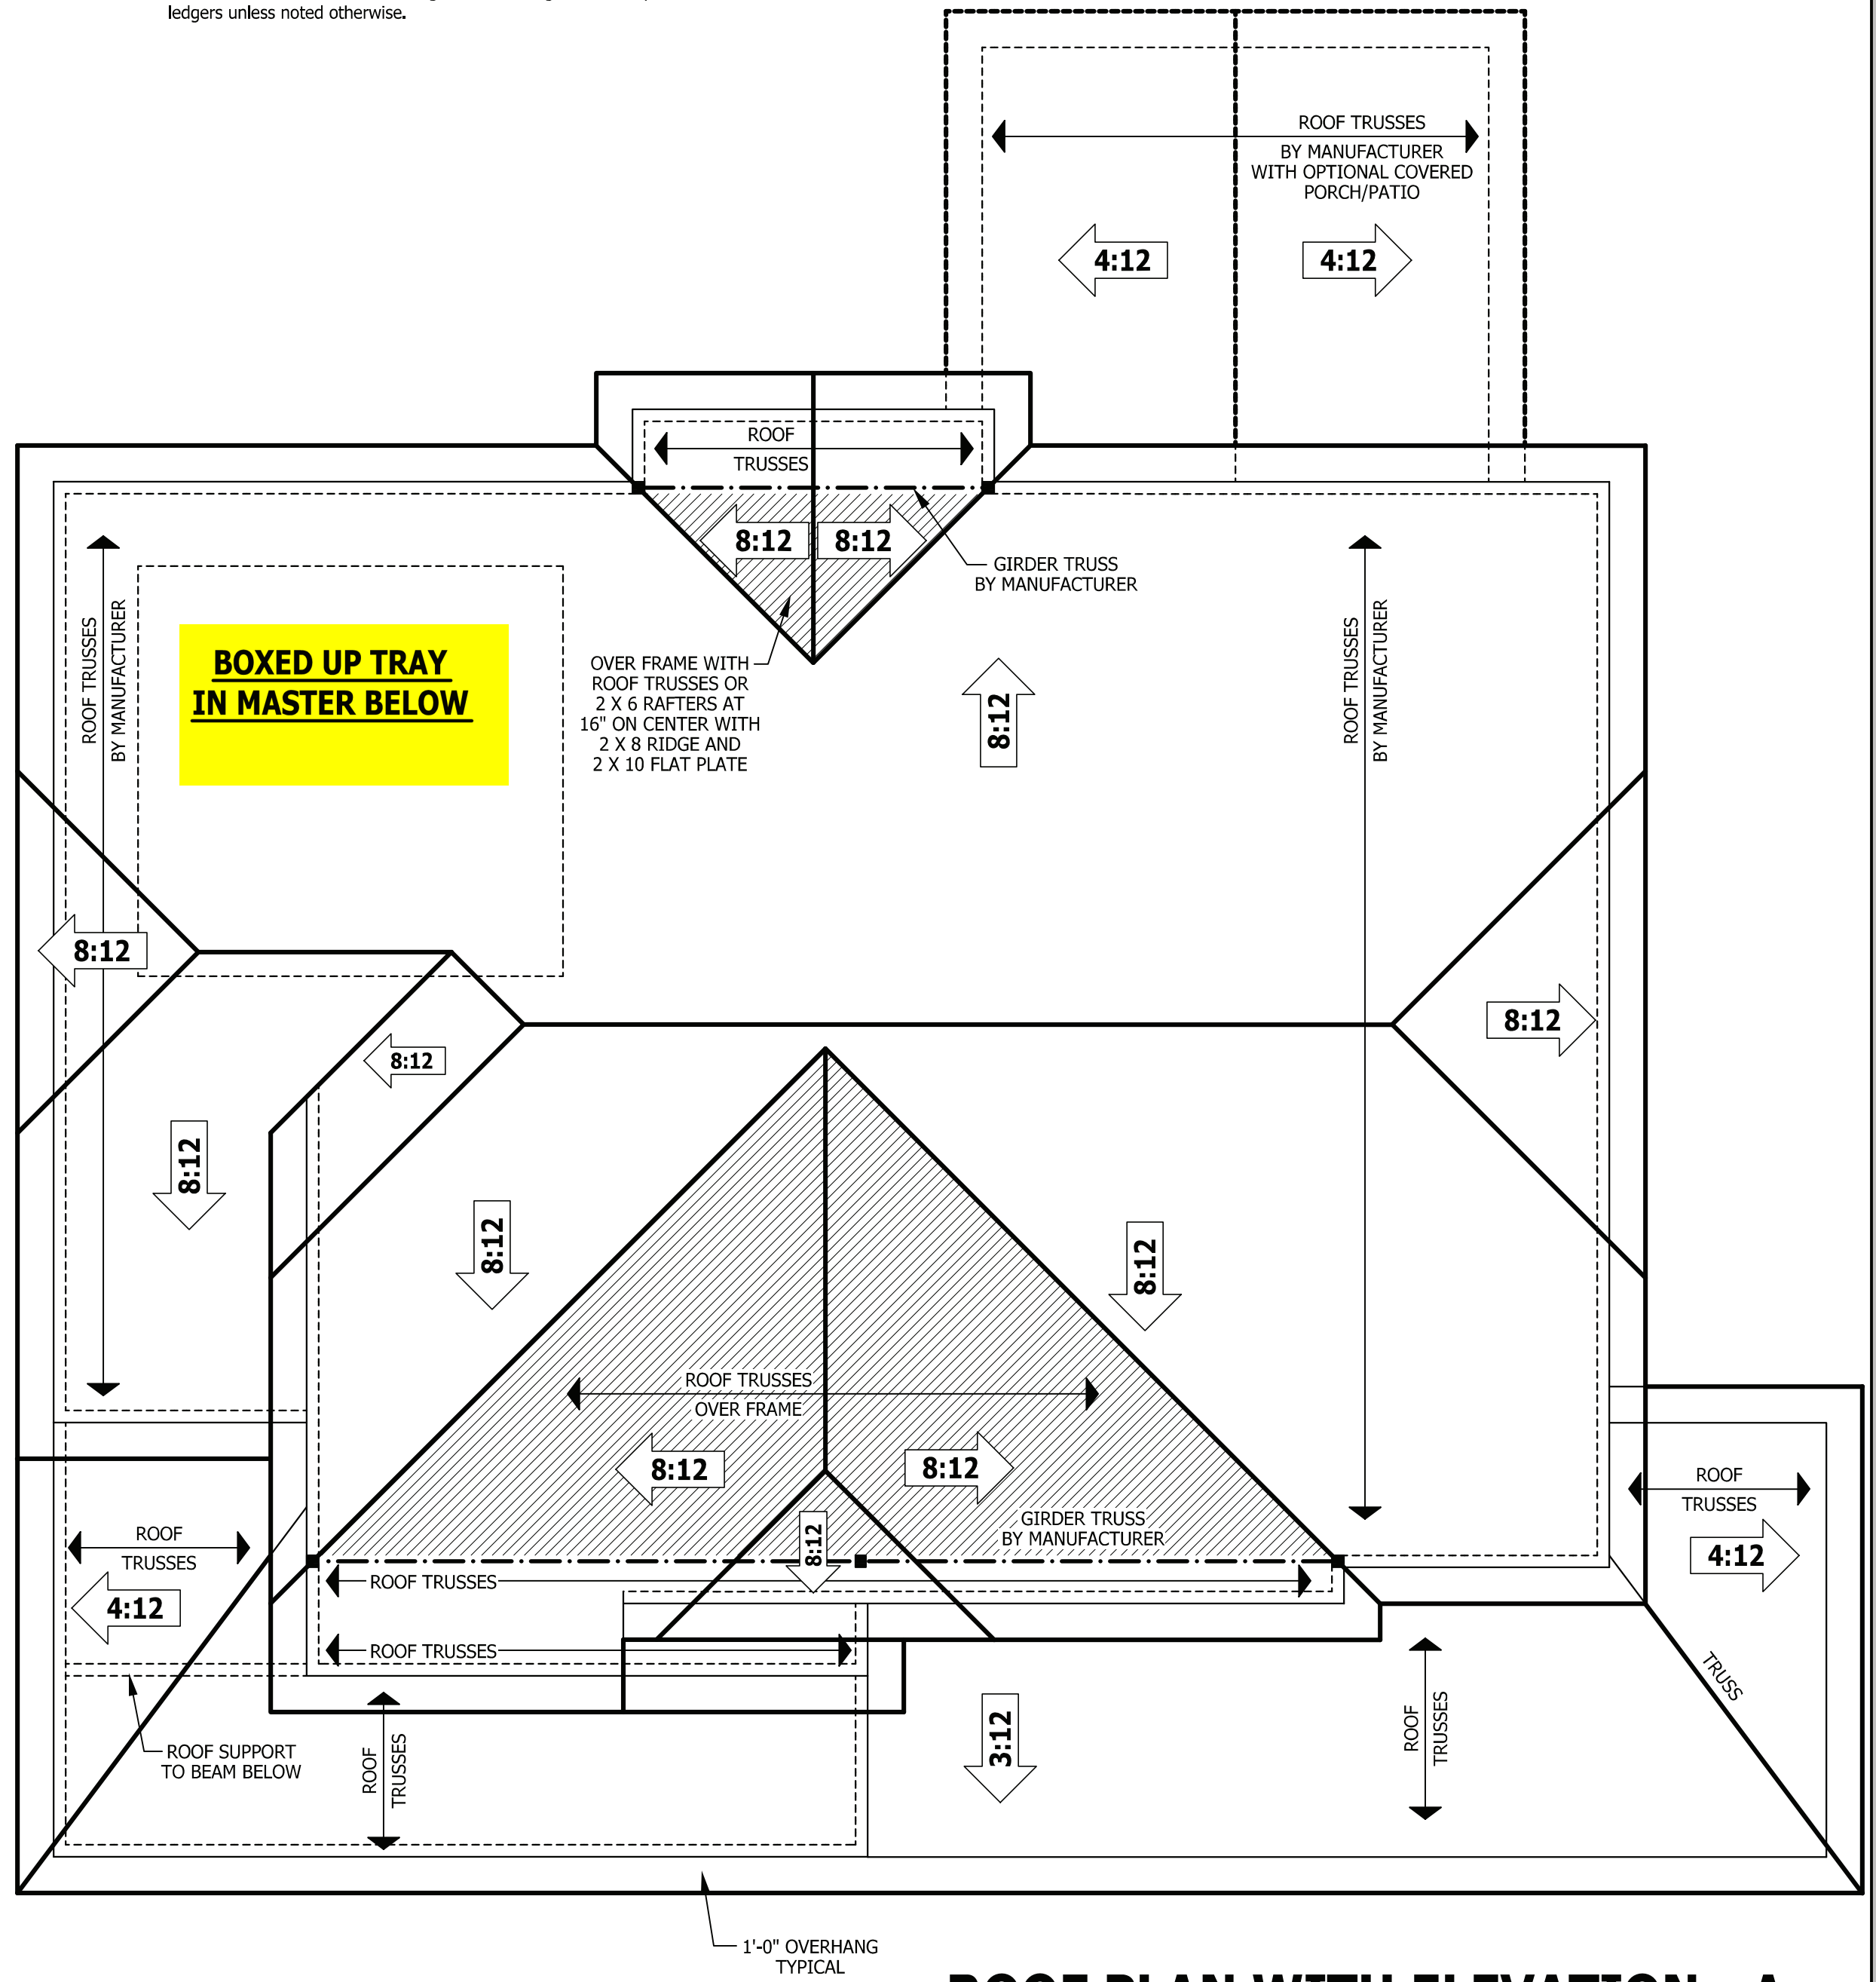 ledgers unless noted otherwise.
ROOF TRUSSES
BY MANUFACTURER
WITH OPTIONAL COVERED
PORCH/PATIO
4:12
4:12
ROOF
TRUSSES
8:12
8:12
GIRDER TRUSS
BY MANUFACTURER
ROOF TRUSSES
BY MANUFACTURER
BOXED UP TRAY
IN MASTER BELOW
OVER FRAME WITH
ROOF TRUSSES OR
2 X 6 RAFTERS AT
16" ON CENTER WITH
2 X 8 RIDGE AND
2 X 10 FLAT PLATE
8:12
ROOF TRUSSES
BY MANUFACTURER
8:12
8:12
8:12
8:12
8:12
8:12
ROOF TRUSSES
OVER FRAME
8:12
8:12
GIRDER TRUSS
BY MANUFACTURER
8:12
ROOF
TRUSSES
4:12
ROOF
TRUSSES
4:12
ROOF TRUSSES
ROOF TRUSSES
ROOF SUPPORT
TO BEAM BELOW
ROOF
TRUSSES
3:12
ROOF
TRUSSES
TRUSS
1'-0" OVERHANG
TYPICAL
ROOF PLAN WITH ELEVATION
A